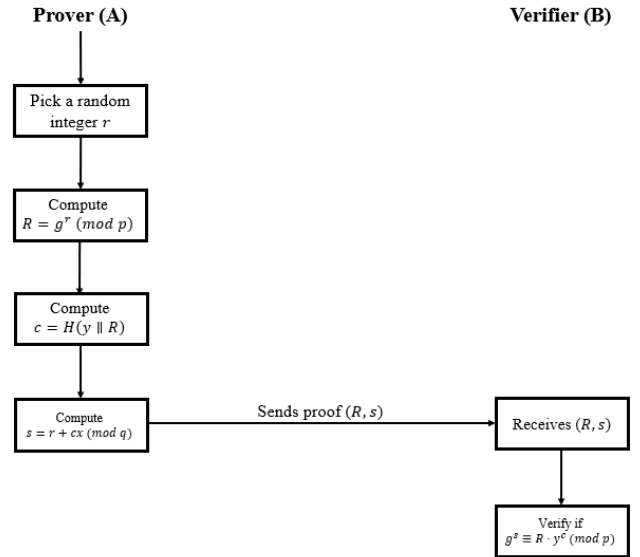 Prover (A)
Verifier (B)
Pick a random
integer r
Compute
R = g^r (mod p)
Compute
c = H(y ∥ R)
Compute
s = r + cx (mod q)
Sends proof (R, s)
Receives (R, s)
Verify if
g^s ≡ R · y^c (mod p)